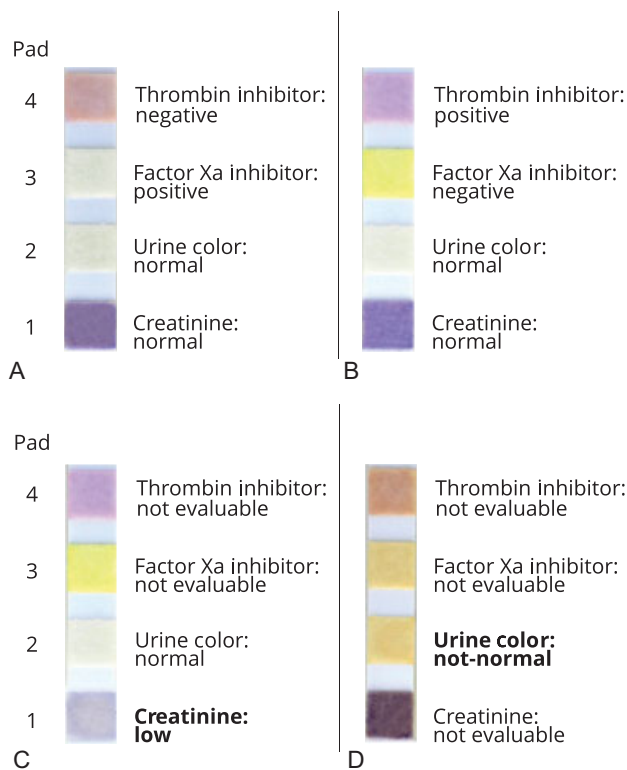 Pad
4
Thrombin inhibitor:
negative
3
Factor Xa inhibitor:
positive
2
Urine color:
normal
1
Creatinine:
normal
A
Thrombin inhibitor:
positive
Factor Xa inhibitor:
negative
Urine color:
normal
Creatinine:
normal
B
Pad
4
Thrombin inhibitor:
not evaluable
3
Factor Xa inhibitor:
not evaluable
2
Urine color:
normal
1
Creatinine:
low
C
Thrombin inhibitor:
not evaluable
Factor Xa inhibitor:
not evaluable
Urine color:
not-normal
Creatinine:
not evaluable
D